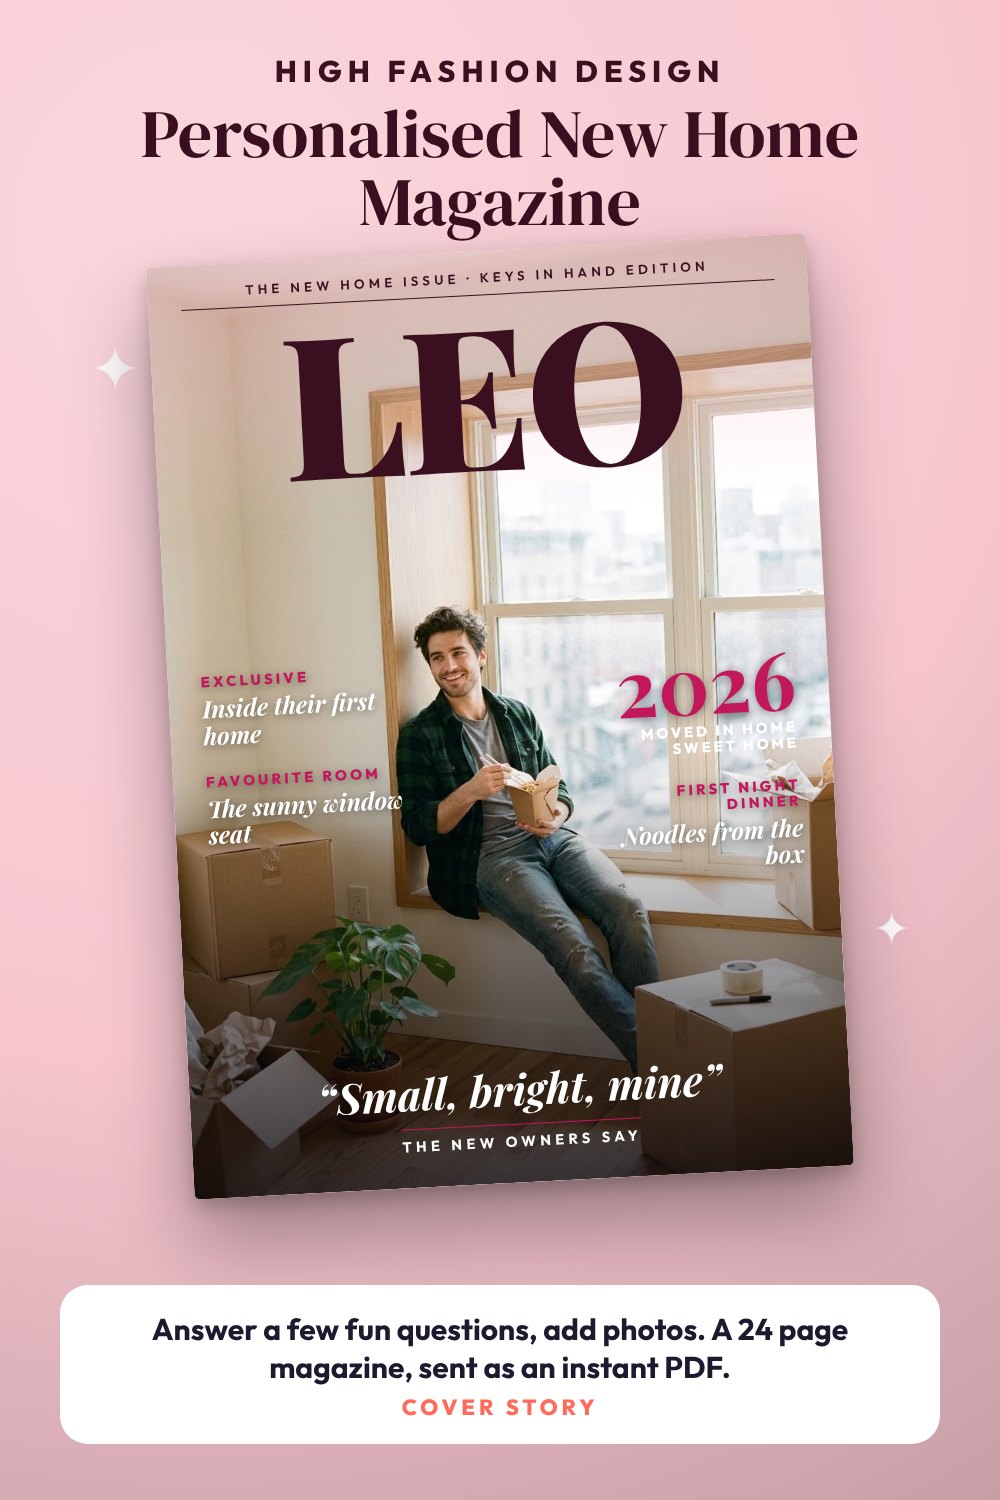 HIGH FASHION DESIGN
Personalised New Home
Magazine
THE NEW HOME ISSUE · KEYS IN HAND EDITION
LEO
EXCLUSIVE
Inside their first
home
FAVOURITE ROOM
The sunny window
seat
2026
MOVED IN HOME
SWEET HOME
FIRST NIGHT
DINNER
Noodles from the
box
“Small, bright, mine”
THE NEW OWNERS SAY
Answer a few fun questions, add photos. A 24 page
magazine, sent as an instant PDF.
COVER STORY